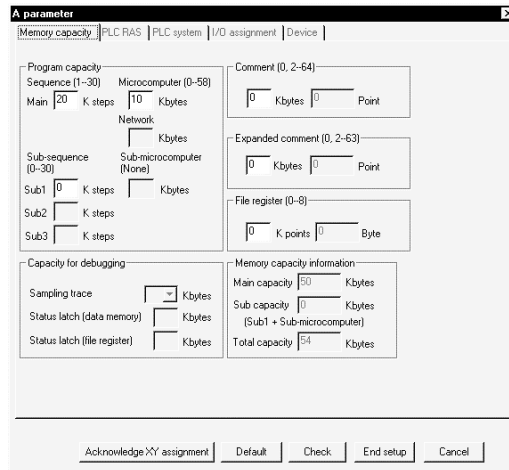 A parameter
Memory capacity PLC RAS PLC system I/O assignment Device
Program capacity
Sequence (1~30) Microcomputer (0~58)
Main 20 K steps 10 Kbytes
Network
Kbytes
Sub-sequence (0~30) Sub-microcomputer (None)
Sub1 0 K steps Kbytes
Sub2 K steps
Sub3 K steps
Comment (0, 2~64)
0 Kbytes 0 Point
Expanded comment (0, 2~63)
0 Kbytes 0 Point
File register (0~8)
0 K points 0 Byte
Capacity for debugging
Sampling trace Kbytes
Status latch (data memory) Kbytes
Status latch (file register) Kbytes
Memory capacity information
Main capacity 50 Kbytes
Sub capacity 0 Kbytes
(Sub1 + Sub-microcomputer)
Total capacity 54 Kbytes
Acknowledge XY assignment Default Check End setup Cancel